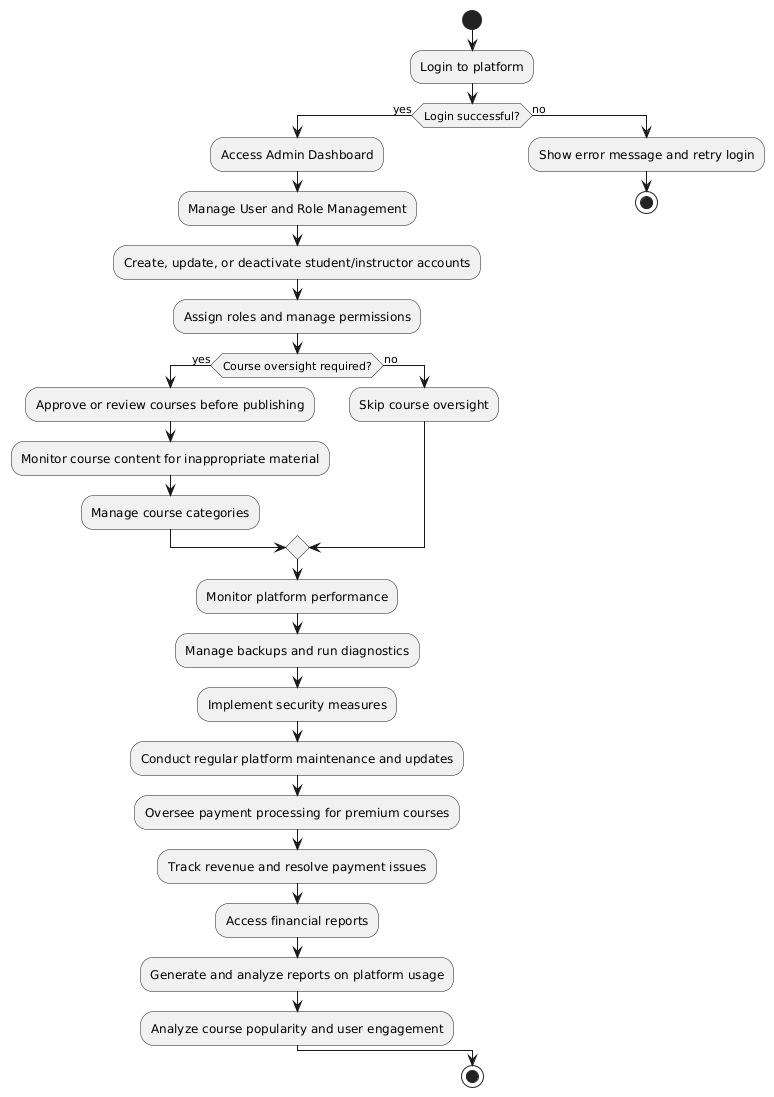 Login to platform
yes
Login successful?
no
Access Admin Dashboard
Show error message and retry login
Manage User and Role Management
Create, update, or deactivate student/instructor accounts
Assign roles and manage permissions
yes
Course oversight required?
no
Approve or review courses before publishing
Skip course oversight
Monitor course content for inappropriate material
Manage course categories
Monitor platform performance
Manage backups and run diagnostics
Implement security measures
Conduct regular platform maintenance and updates
Oversee payment processing for premium courses
Track revenue and resolve payment issues
Access financial reports
Generate and analyze reports on platform usage
Analyze course popularity and user engagement